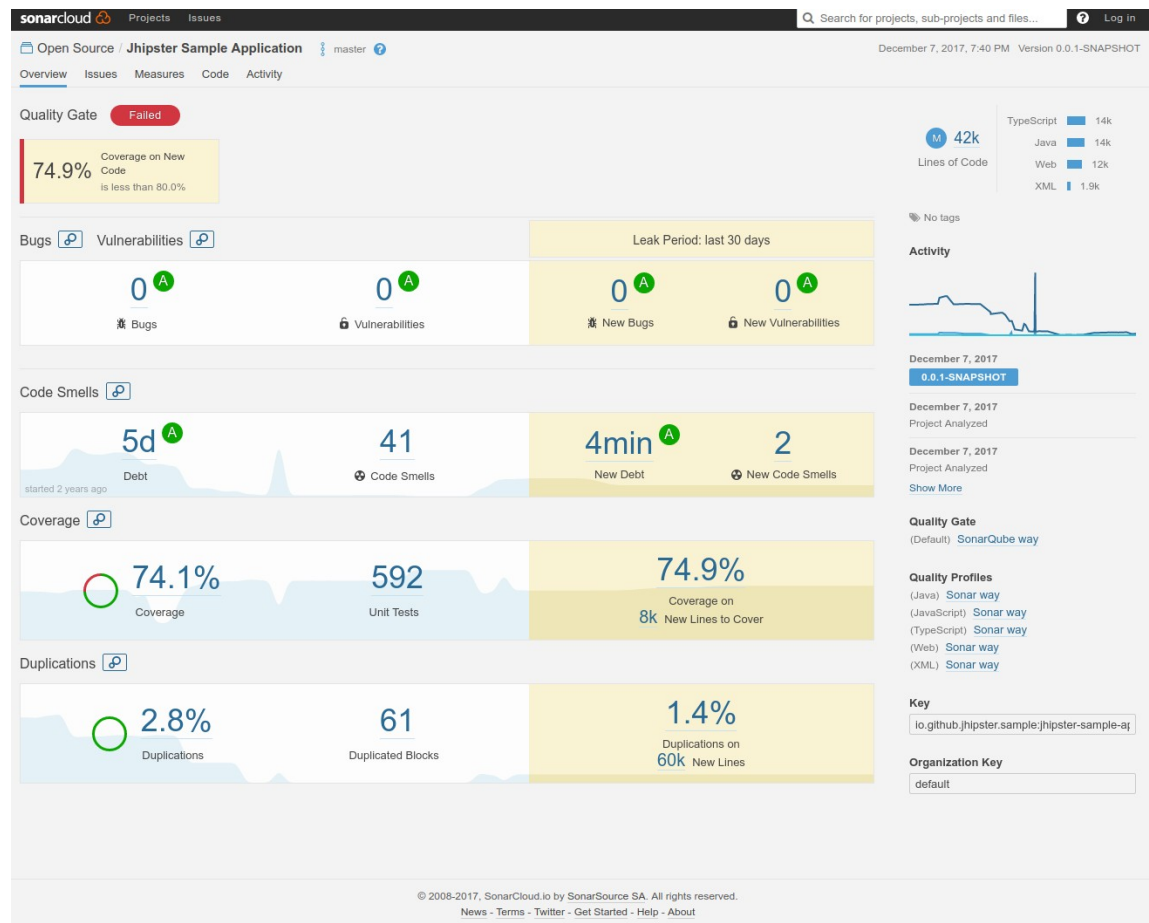 sonarcloud Projects Issues Search for projects, sub-projects and files... ? Log in
Open Source / Jhipster Sample Application master ? December 7, 2017, 7:40 PM Version 0.0.1-SNAPSHOT
Overview Issues Measures Code Activity
Quality Gate Failed
74.9% Coverage on New Code
is less than 80.0%
M 42k
Lines of Code
TypeScript 14k
Java 14k
Web 12k
XML 1.9k
No tags
Bugs Vulnerabilities
Leak Period: last 30 days
0 A
Bugs
0 A
Vulnerabilities
0 A
New Bugs
0 A
New Vulnerabilities
Code Smells
5d A
Debt
started 2 years ago
41
Code Smells
4min A
New Debt
2
New Code Smells
Coverage
74.1%
Coverage
592
Unit Tests
74.9%
Coverage on
8k New Lines to Cover
Duplications
2.8%
Duplications
61
Duplicated Blocks
1.4%
Duplications on
60k New Lines
Activity
December 7, 2017
0.0.1-SNAPSHOT
December 7, 2017
Project Analyzed
December 7, 2017
Project Analyzed
Show More
Quality Gate
(Default) SonarQube way
Quality Profiles
(Java) Sonar way
(JavaScript) Sonar way
(TypeScript) Sonar way
(Web) Sonar way
(XML) Sonar way
Key
io.github.jhipster.sample:jhipster-sample-ap
Organization Key
default
© 2008-2017, SonarCloud.io by SonarSource SA. All rights reserved.
News - Terms - Twitter - Get Started - Help - About